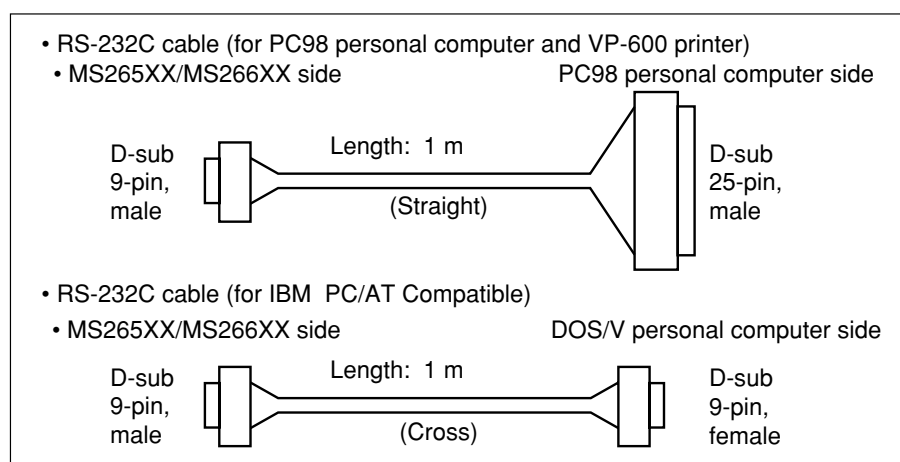 • RS-232C cable (for PC98 personal computer and VP-600 printer)
• MS265XX/MS266XX side PC98 personal computer side
D-sub
9-pin,
male
Length: 1 m
(Straight)
D-sub
25-pin,
male
• RS-232C cable (for IBM PC/AT Compatible)
• MS265XX/MS266XX side DOS/V personal computer side
D-sub
9-pin,
male
Length: 1 m
(Cross)
D-sub
9-pin,
female